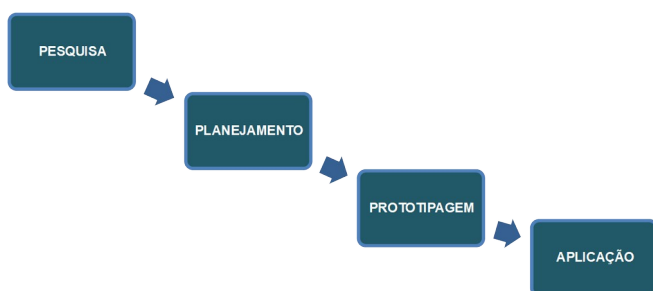 PESQUISA
PLANEJAMENTO
PROTOTIPAGEM
APLICAÇÃO